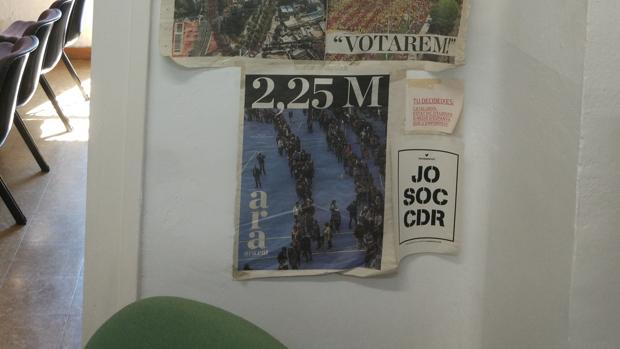 "VOTAREM!"
2,25 M
ara
TU DECIDEIXES:
JO
SOC
CDR